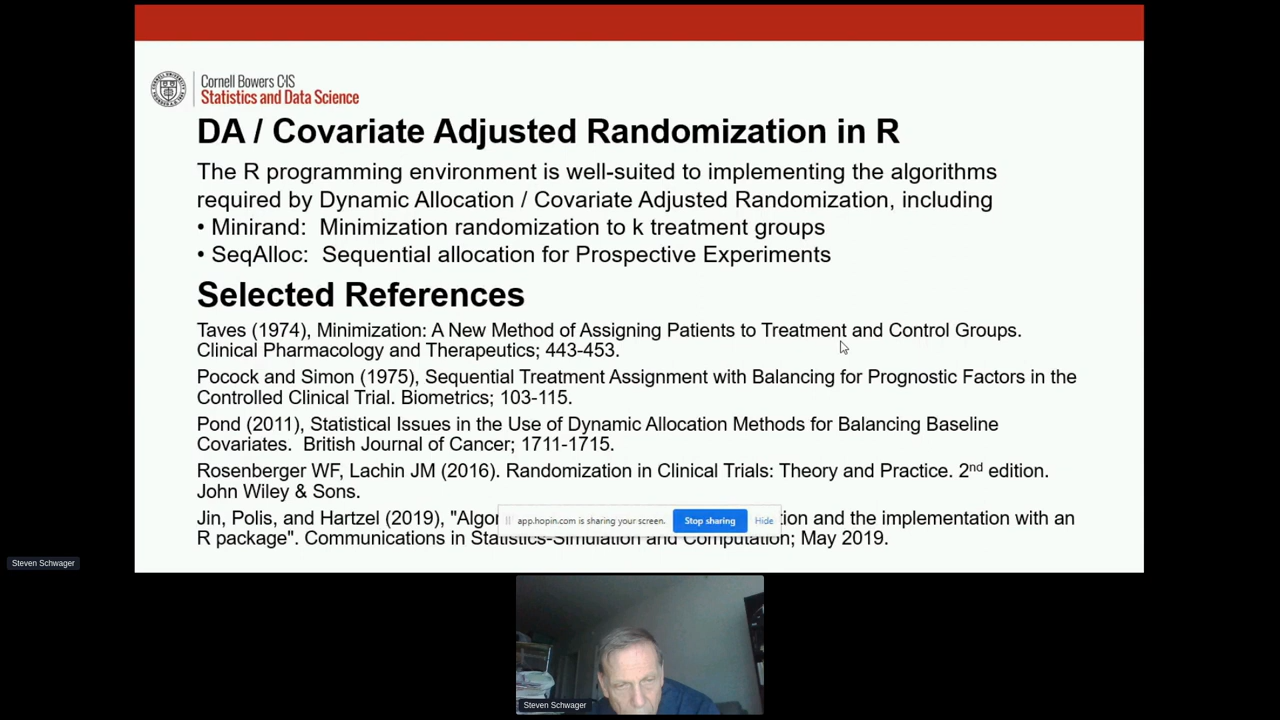 Cornell Bowers C·IS
Statistics and Data Science
DA / Covariate Adjusted Randomization in R
The R programming environment is well-suited to implementing the algorithms
required by Dynamic Allocation / Covariate Adjusted Randomization, including
• Minirand:  Minimization randomization to k treatment groups
• SeqAlloc:  Sequential allocation for Prospective Experiments
Selected References
Taves (1974), Minimization: A New Method of Assigning Patients to Treatment and Control Groups.
Clinical Pharmacology and Therapeutics; 443-453.
Pocock and Simon (1975), Sequential Treatment Assignment with Balancing for Prognostic Factors in the
Controlled Clinical Trial. Biometrics; 103-115.
Pond (2011), Statistical Issues in the Use of Dynamic Allocation Methods for Balancing Baseline
Covariates.  British Journal of Cancer; 1711-1715.
Rosenberger WF, Lachin JM (2016). Randomization in Clinical Trials: Theory and Practice. 2nd edition.
John Wiley & Sons.
Jin, Polis, and Hartzel (2019), "Algor
app.hopin.com is sharing your screen. Stop sharing Hide
tion and the implementation with an
R package". Communications in Statistics-Simulation and Computation; May 2019.
Steven Schwager
Steven Schwager